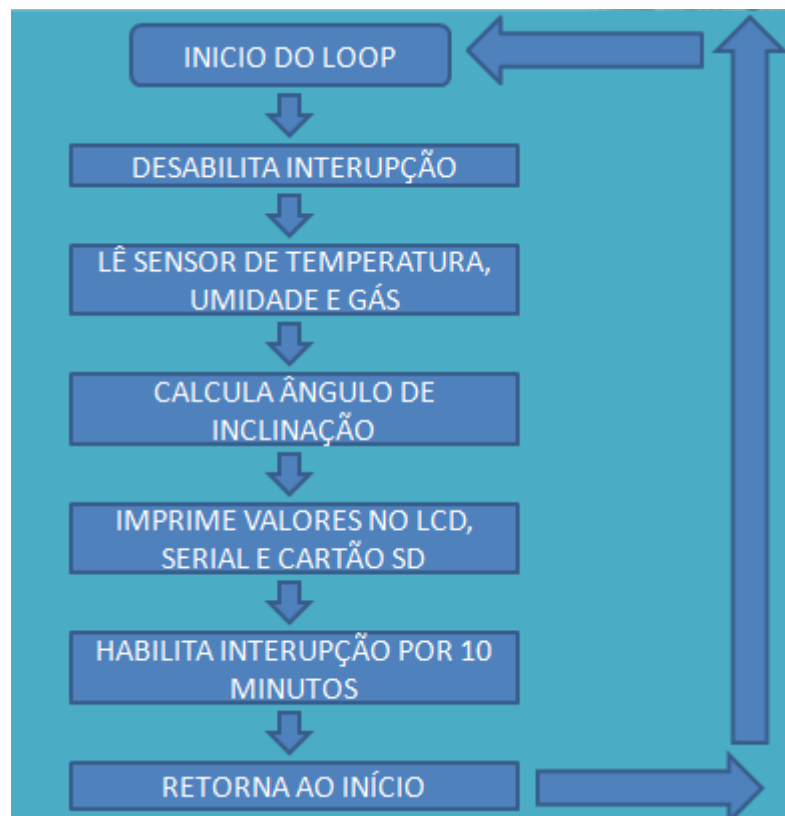 INICIO DO LOOP
DESABILITA INTERUPÇÃO
LÊ SENSOR DE TEMPERATURA,
UMIDADE E GÁS
CALCULA ÂNGULO DE
INCLINAÇÃO
IMPRIME VALORES NO LCD,
SERIAL E CARTÃO SD
HABILITA INTERUPÇÃO POR 10
MINUTOS
RETORNA AO INÍCIO